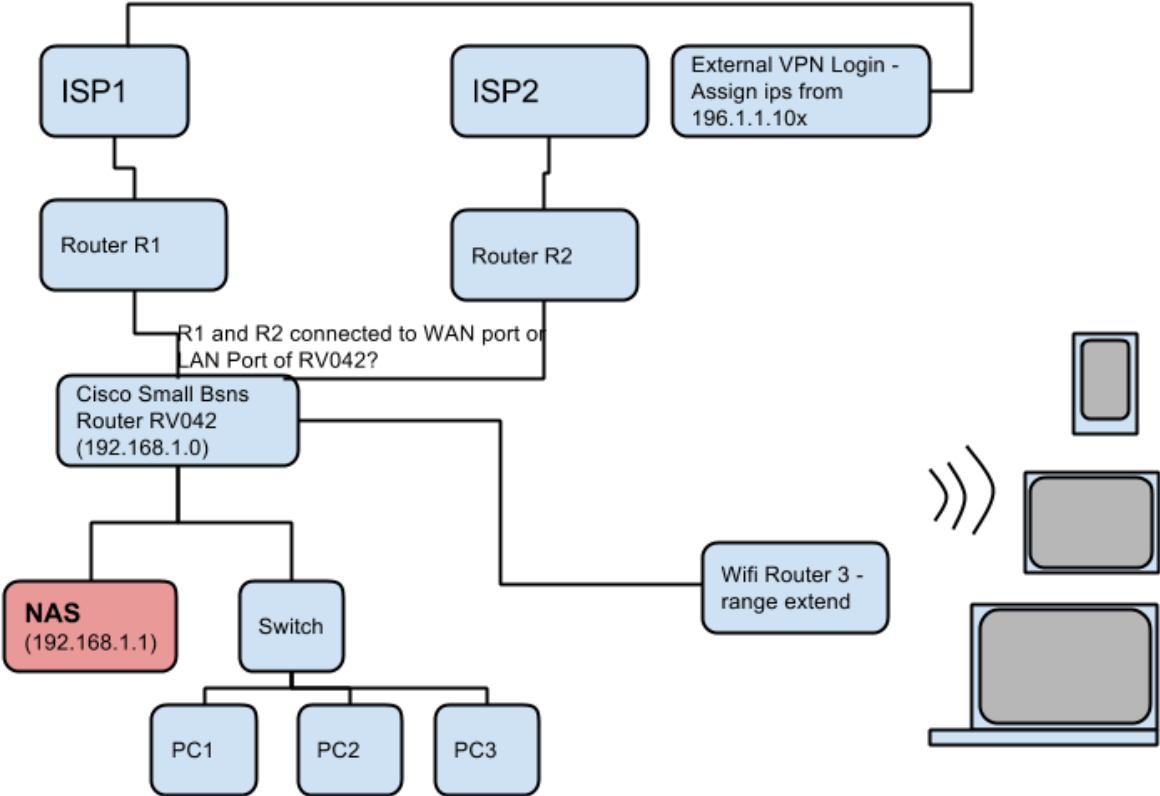 ISP1
ISP2
External VPN Login -
Assign ips from
196.1.1.10x
Router R1
Router R2
R1 and R2 connected to WAN port or
LAN Port of RV042?
Cisco Small Bsns
Router RV042
(192.168.1.0)
Wifi Router 3 -
range extend
NAS
(192.168.1.1)
Switch
PC1
PC2
PC3